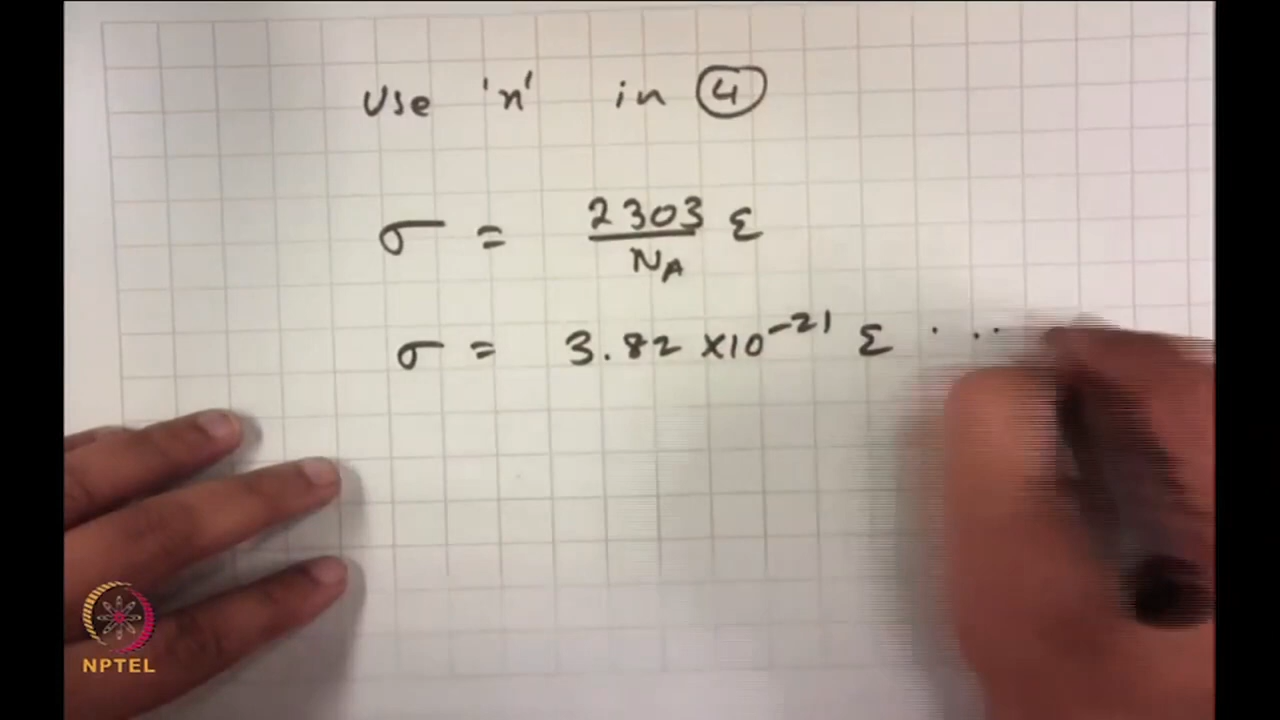 Use 'n' in 4
σ = 2303/N_A ε
σ = 3.82 ×10^-21 ε ...
NPTEL